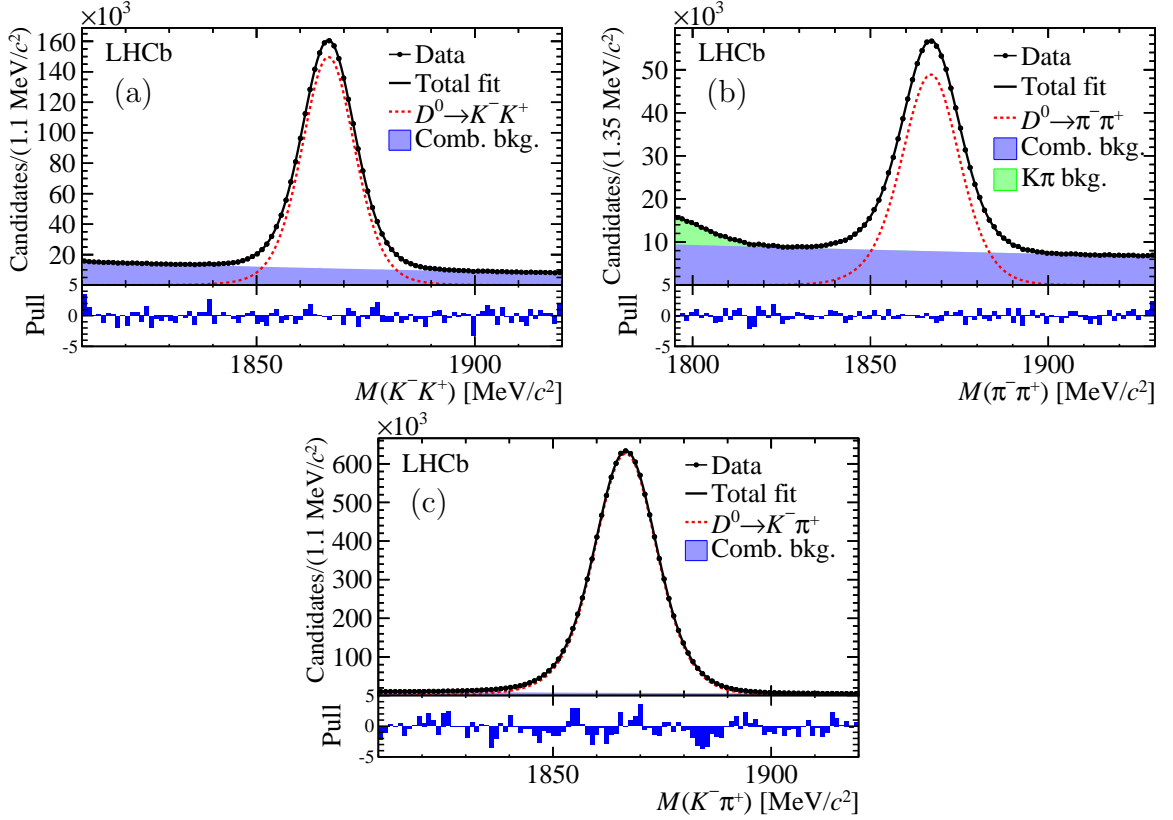 ×10³
Candidates/(1.1 MeV/c²)
160
140
120
100
80
60
40
20
LHCb
(a)
Data
Total fit
D⁰→K⁻K⁺
Comb. bkg.
Pull
5
0
-5
1850
1900
M(K⁻K⁺) [MeV/c²]
×10³
Candidates/(1.35 MeV/c²)
50
40
30
20
10
LHCb
(b)
Data
Total fit
D⁰→π⁻π⁺
Comb. bkg.
Kπ bkg.
Pull
5
0
-5
1800
1850
1900
M(π⁻π⁺) [MeV/c²]
×10³
Candidates/(1.1 MeV/c²)
600
500
400
300
200
100
LHCb
(c)
Data
Total fit
D⁰→K⁻π⁺
Comb. bkg.
Pull
5
0
-5
1850
1900
M(K⁻π⁺) [MeV/c²]